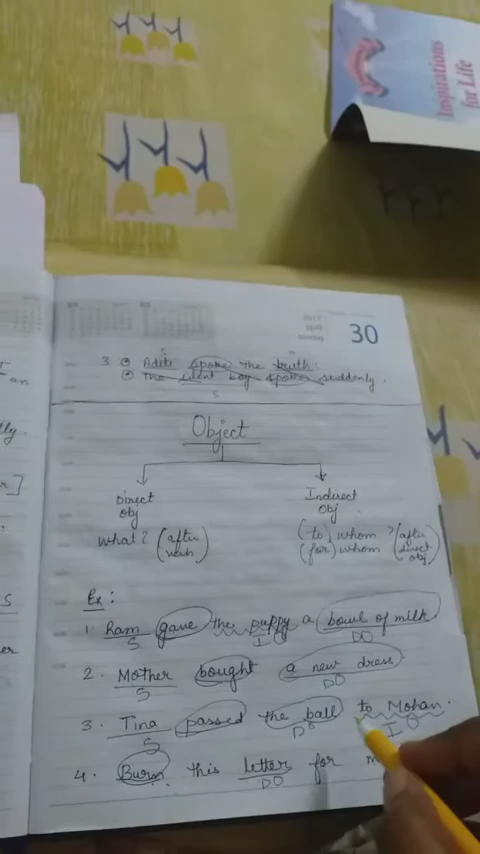 Inspirations
for Life
30
3 Aditi spoke the truth.
The silent boy spoke suddenly
S
Object
Direct Indirect
obj Obj
what? (after verb) (to) whom ? (after direct obj)
(for) whom
Ex:
1. Ram gave the puppy a bowl of milk
S IO DO
2. Mother bought a new dress
S DO
3. Tina passed the ball to Mohan.
S DO IO
4. Burn this letter for
DO